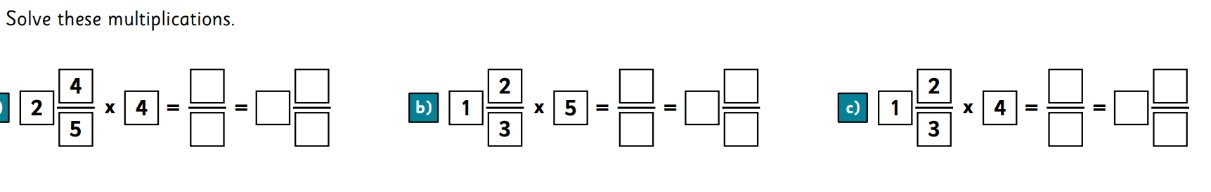 Solve these multiplications.
) 2 4/5 x 4 = =
b) 1 2/3 x 5 = =
c) 1 2/3 x 4 = =